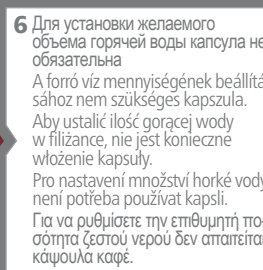 6 Для установки желаемого
объема горячей воды капсула не
обязательна
A forró víz mennyiségének beállítá-
sához nem szükséges kapszula.
Aby ustalić ilość gorącej wody
w filiżance, nie jest konieczne
włożenie kapsuły.
Pro nastavení množství horké vody
není potřeba používat kapsli.
Για να ρυθμίσετε την επιθυμητή πο-
σότητα ζεστού νερού δεν απαιτείται
κάψουλα καφέ.